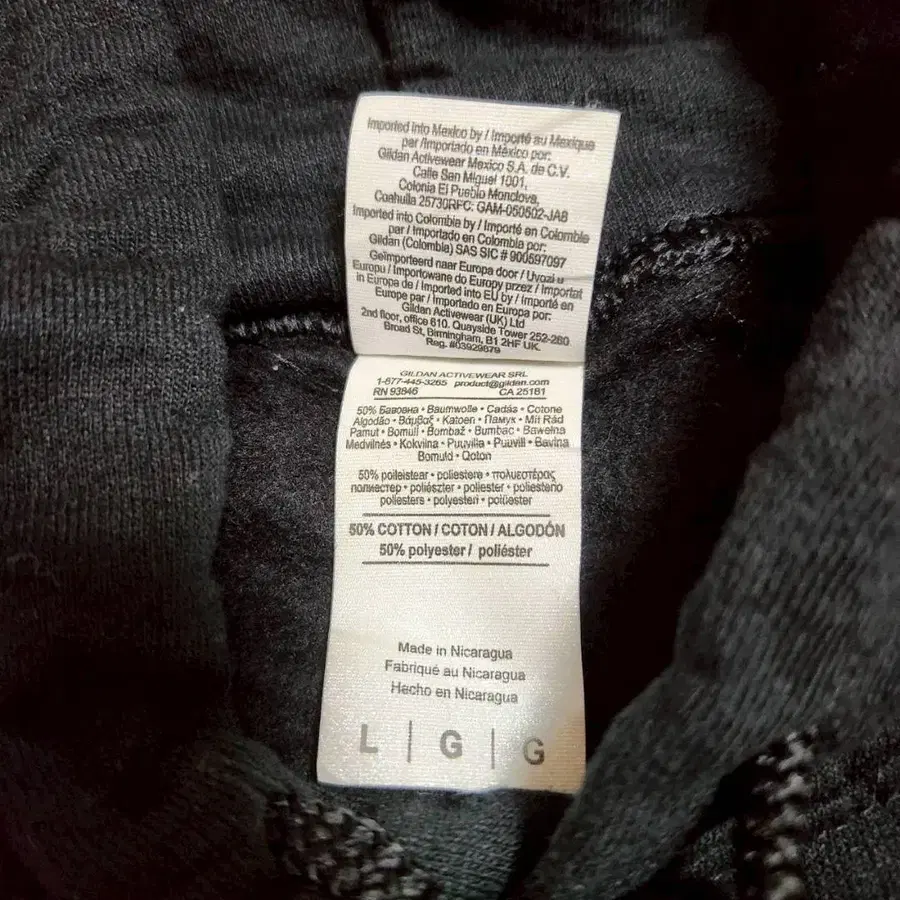 Imported into Mexico by / Importé au Mexique
par /Importado en México por:
Gildan Activewear Mexico S.A. de C.V.
Calle San Miguel 1001,
Colonia El Pueblo Monclova,
Coahuila 25730RFC: GAM-050502-JA8
Imported into Colombia by / Importé en Colombie
par / Importado en Colombia por:
Gildan (Colombia) SAS SIC # 900597097
Geïmporteerd naar Europa door / Uvozi u
Europu / Importowane do Europy przez / Importat
in Europa de / Imported into EU by / Importé en
Europe par / Importado en Europa por:
Gildan Activewear (UK) Ltd
2nd floor, office 610. Quayside Tower 252-260
Broad St, Birmingham, B1 2HF UK.
Reg. #03929879
GILDAN ACTIVEWEAR SRL
1-877-445-3265 product@gildan.com
RN 93846 CA 25181
50% Бавовна • Baumwolle • Cadás • Cotone
Algodão • Βάμβαξ • Katoen • Памук • Mit Rád
Pamut • Bomull • Bombaž • Bumbac • Bawełna
Medvilnės • Kokvilna • Puuvilla • Puuvill • Bavlna
Bomuld • Qoton
50% poileistear • poliestere • πολυεστέρας
полиестер • poliészter • poliester • poliesteno
poliesters • polyesteri • poliüester
50% COTTON / COTON / ALGODÓN
50% polyester / poliéster
Made in Nicaragua
Fabriqué au Nicaragua
Hecho en Nicaragua
L | G | G